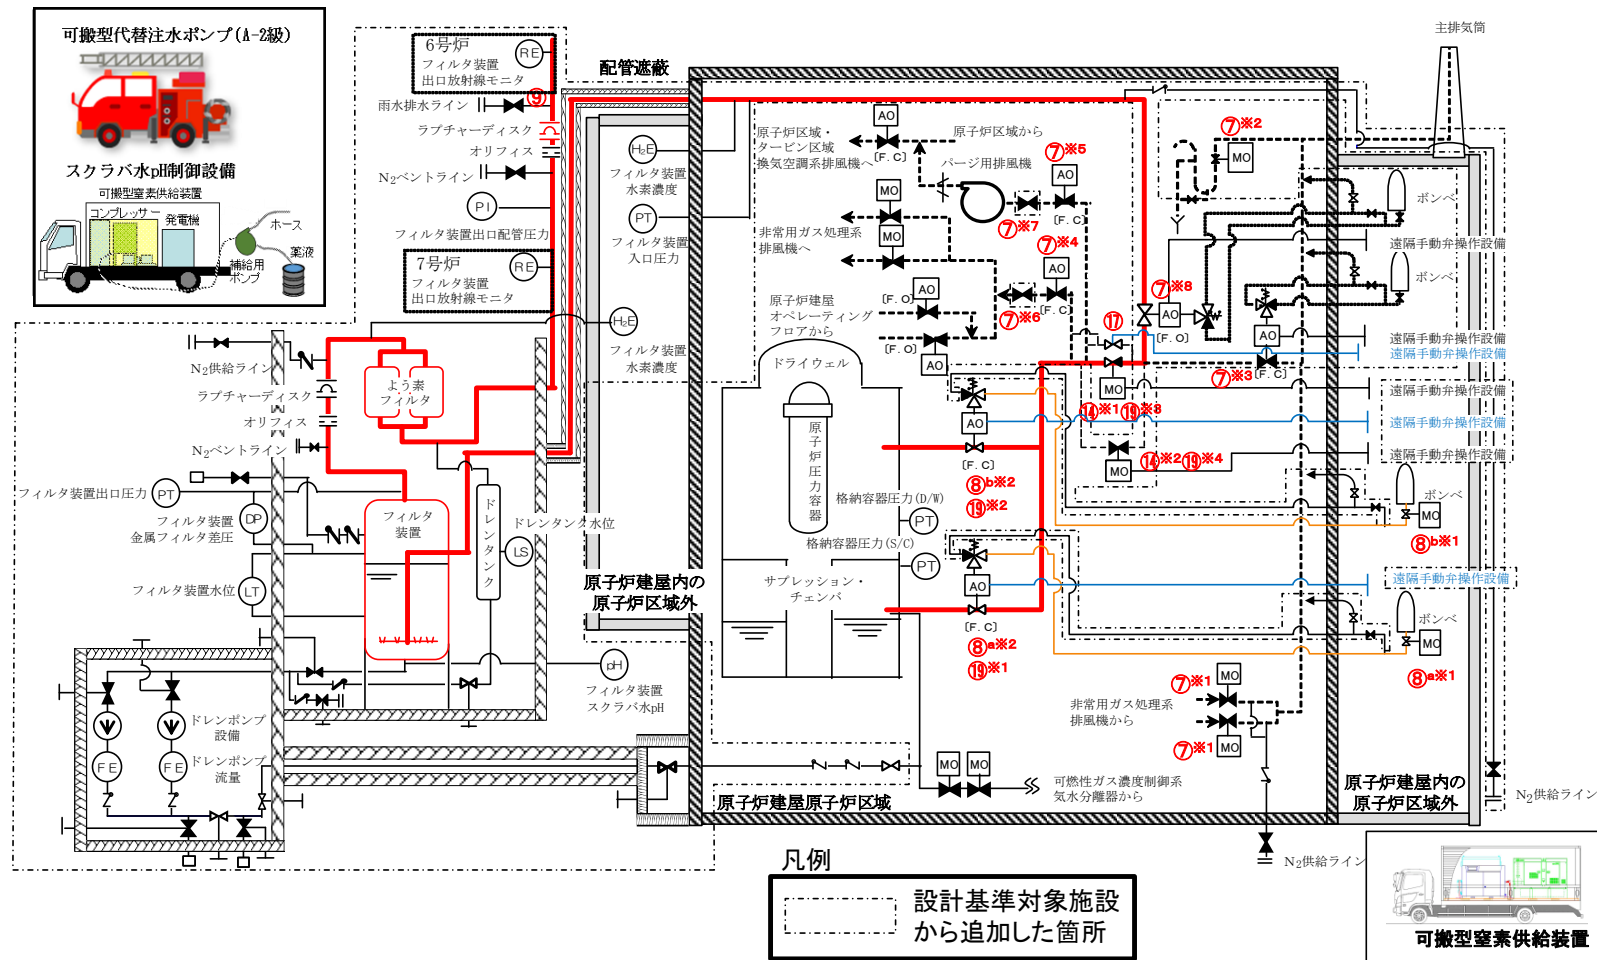 可搬型代替注水ポンプ(A-2級)
スクラバ水pH制御設備
可搬型窒素供給装置
コンプレッサー
発電機
ホース
薬液
補給用
ポンプ
6号炉
フィルタ装置
出口放射線モニタ
RE
雨水排水ライン
⑨
ラプチャーディスク
オリフィス
N₂ベントライン
PI
フィルタ装置出口配管圧力
7号炉
フィルタ装置
出口放射線モニタ
RE
配管遮蔽
H₂E
フィルタ装置
水素濃度
PT
フィルタ装置
入口圧力
H₂E
フィルタ装置
水素濃度
N₂供給ライン
ラプチャーディスク
オリフィス
N₂ベントライン
よう素
フィルタ
フィルタ装置出口圧力
PT
フィルタ装置
金属フィルタ差圧
DP
フィルタ装置水位
LT
フィルタ
装置
ドレンタンク
ドレンタンク水位
LS
pH
フィルタ装置
スクラバ水pH
ドレンポンプ
設備
ドレンポンプ
流量
FE
FE
原子炉建屋内の
原子炉区域外
原子炉区域・
タービン区域
換気空調系排風機へ
AO
(F.C)
原子炉区域から
パージ用排風機
⑦※5
AO
(F.C)
⑦※7
MO
非常用ガス処理系
排風機へ
MO
⑦※4
AO
(F.C)
⑦※6
(F.O)
AO
原子炉建屋
オペレーティング
フロアから
(F.O)
AO
ドライウェル
原子炉圧力容器
サプレッション・
チェンバ
格納容器圧力(D/W)
PT
格納容器圧力(S/C)
PT
AO
(F.C)
⑧b※2
⑲※2
AO
(F.C)
⑧a※2
⑲※1
⑰
MO
⑭※1
⑲※3
MO
⑭※2
⑲※4
⑦※8
AO
(F.O)
AO
(F.C)
⑦※3
⑦※2
MO
主排気筒
ボンベ
遠隔手動弁操作設備
ボンベ
遠隔手動弁操作設備
遠隔手動弁操作設備
遠隔手動弁操作設備
遠隔手動弁操作設備
遠隔手動弁操作設備
ボンベ
MO
⑧b※1
遠隔手動弁操作設備
ボンベ
MO
⑧a※1
⑦※1
MO
非常用ガス処理系
排風機から
⑦※1
MO
MO
MO
可燃性ガス濃度制御系
気水分離器から
原子炉建屋原子炉区域
原子炉建屋内の
原子炉区域外
N₂供給ライン
N₂供給ライン
凡例
設計基準対象施設
から追加した箇所
可搬型窒素供給装置